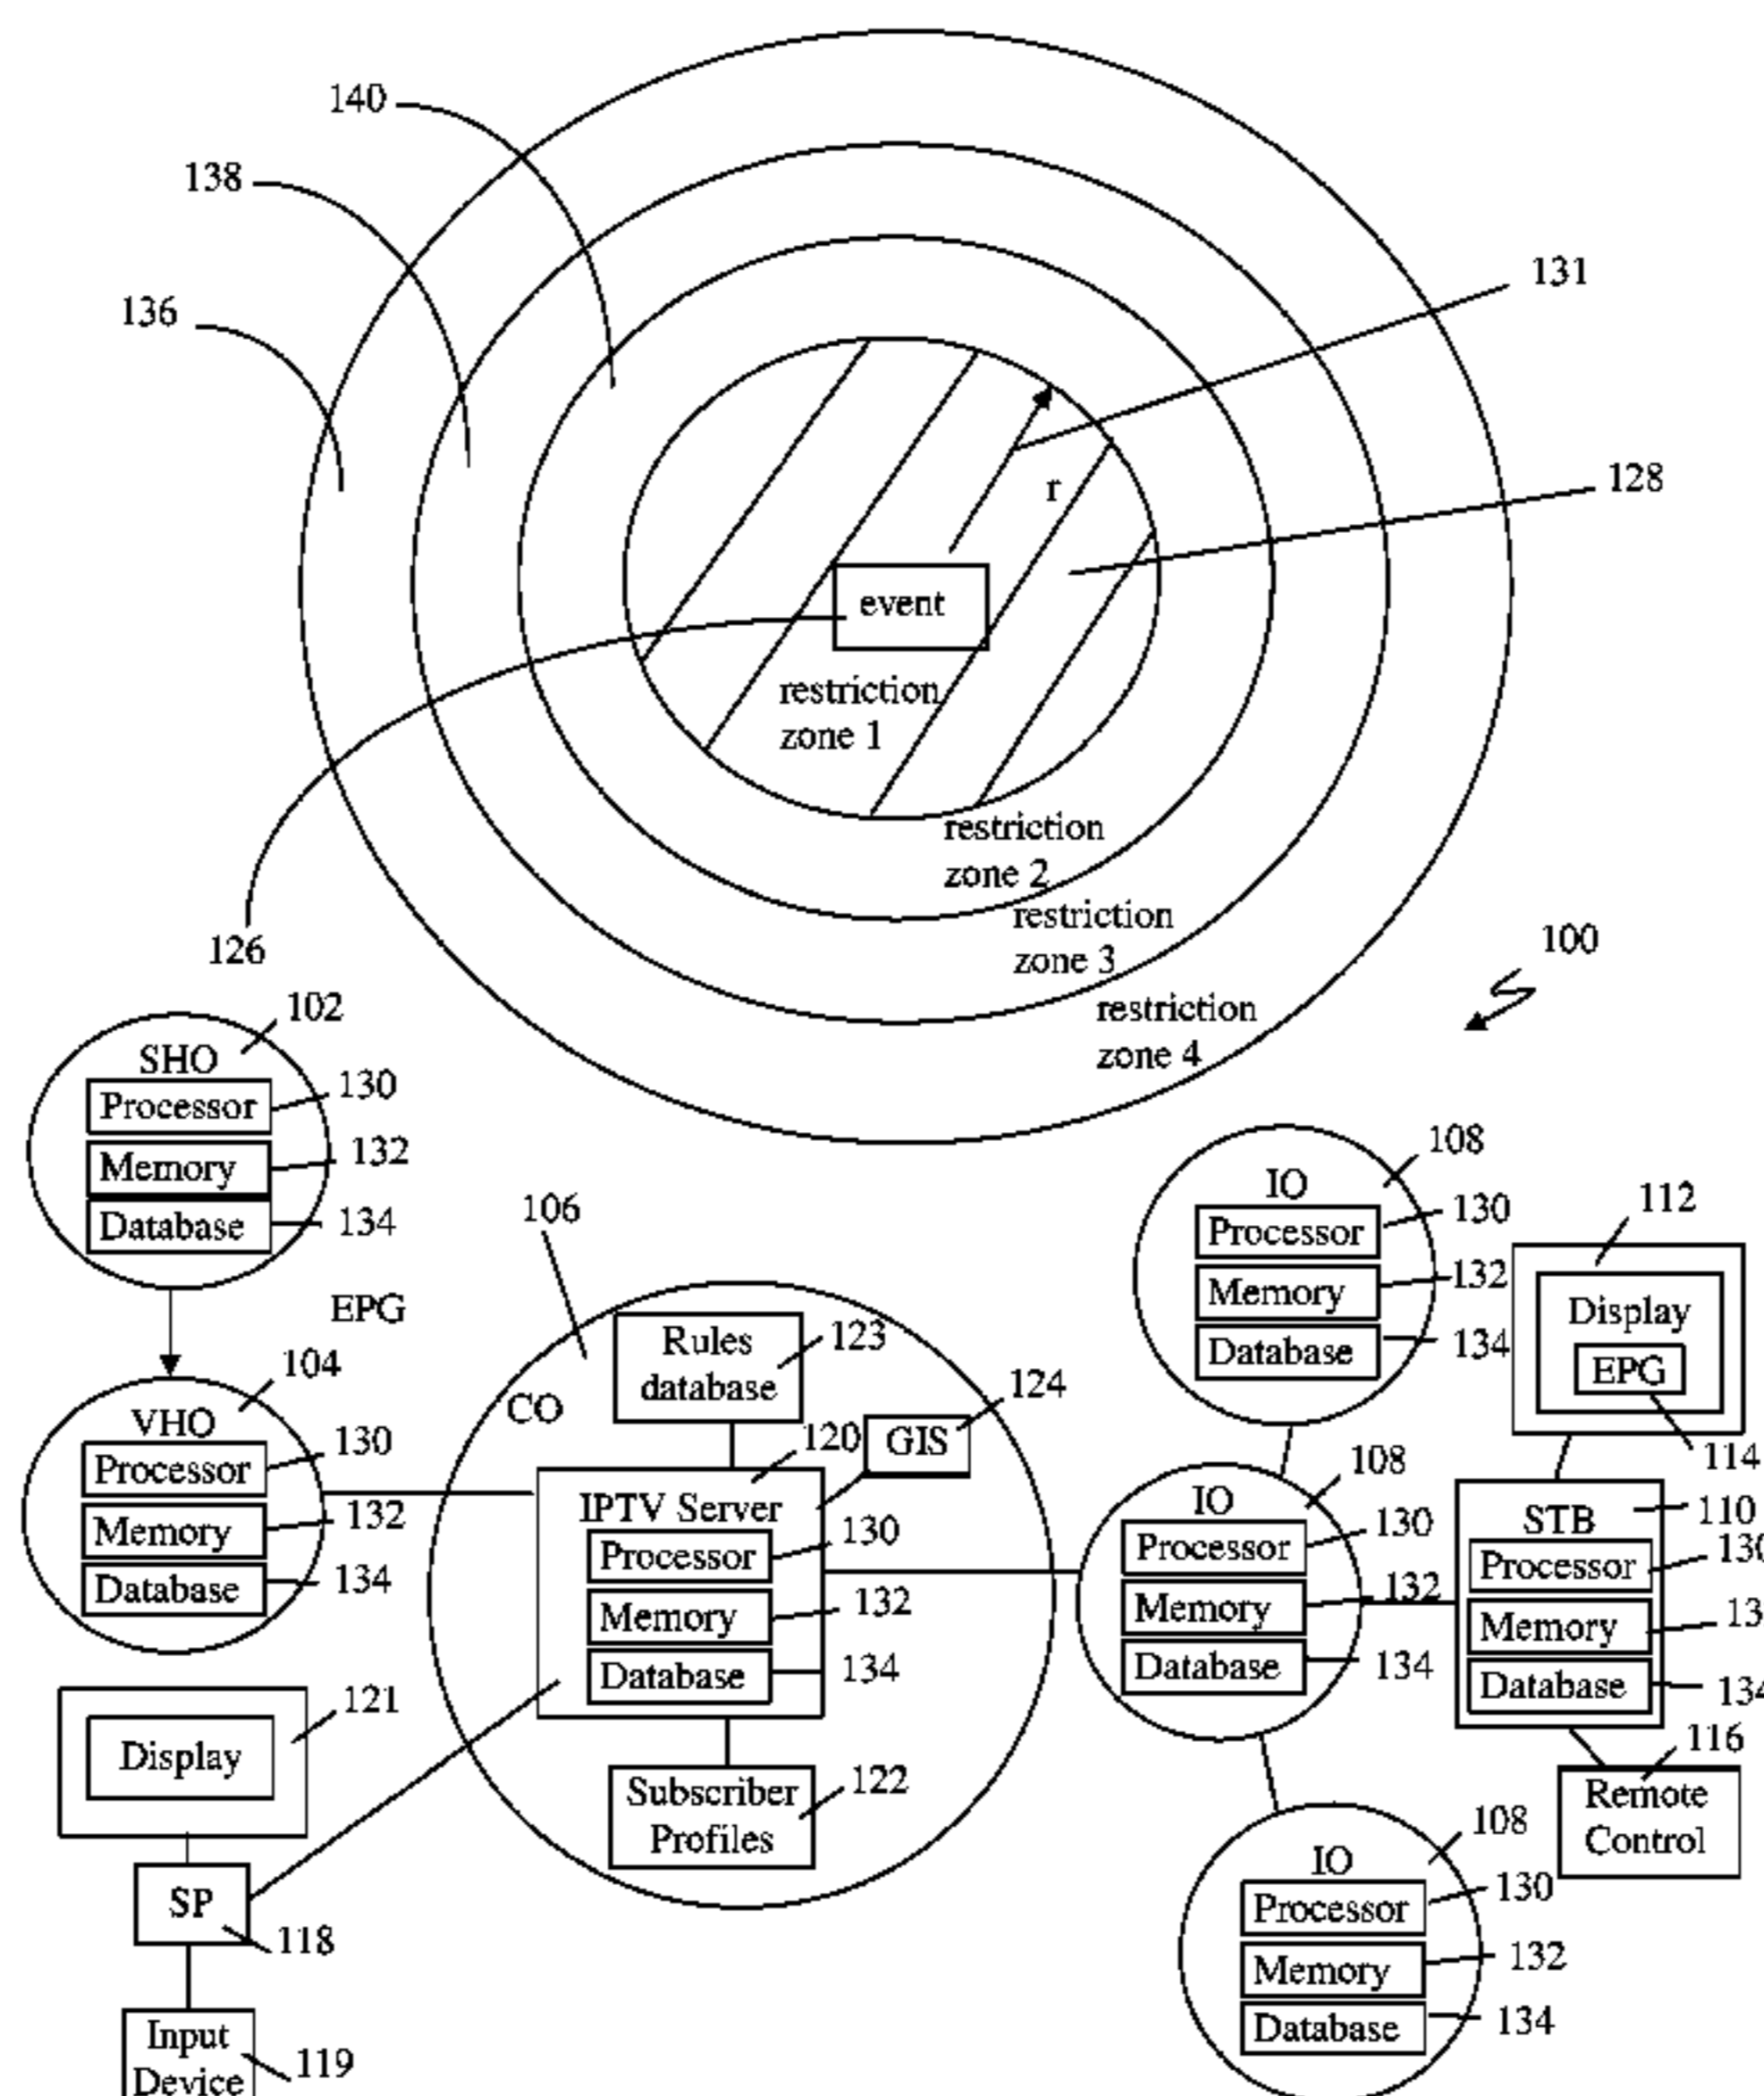 140
138
131
136
128
r
event
restriction
zone 1
restriction
zone 2
restriction
zone 3
restriction
zone 4
126
100
102
SHO
Processor
130
Memory
132
Database
134
EPG
104
VHO
Processor
130
Memory
132
Database
134
106
CO
Rules
database
123
GIS
124
120
IPTV Server
Processor
130
Memory
132
Database
134
Subscriber
Profiles
122
108
IO
Processor
130
Memory
132
Database
134
108
IO
Processor
130
Memory
132
Database
134
108
IO
Processor
130
Memory
132
Database
134
112
Display
EPG
114
110
STB
Processor
130
Memory
Database
134
116
Remote
Control
121
Display
SP
118
Input
Device
119